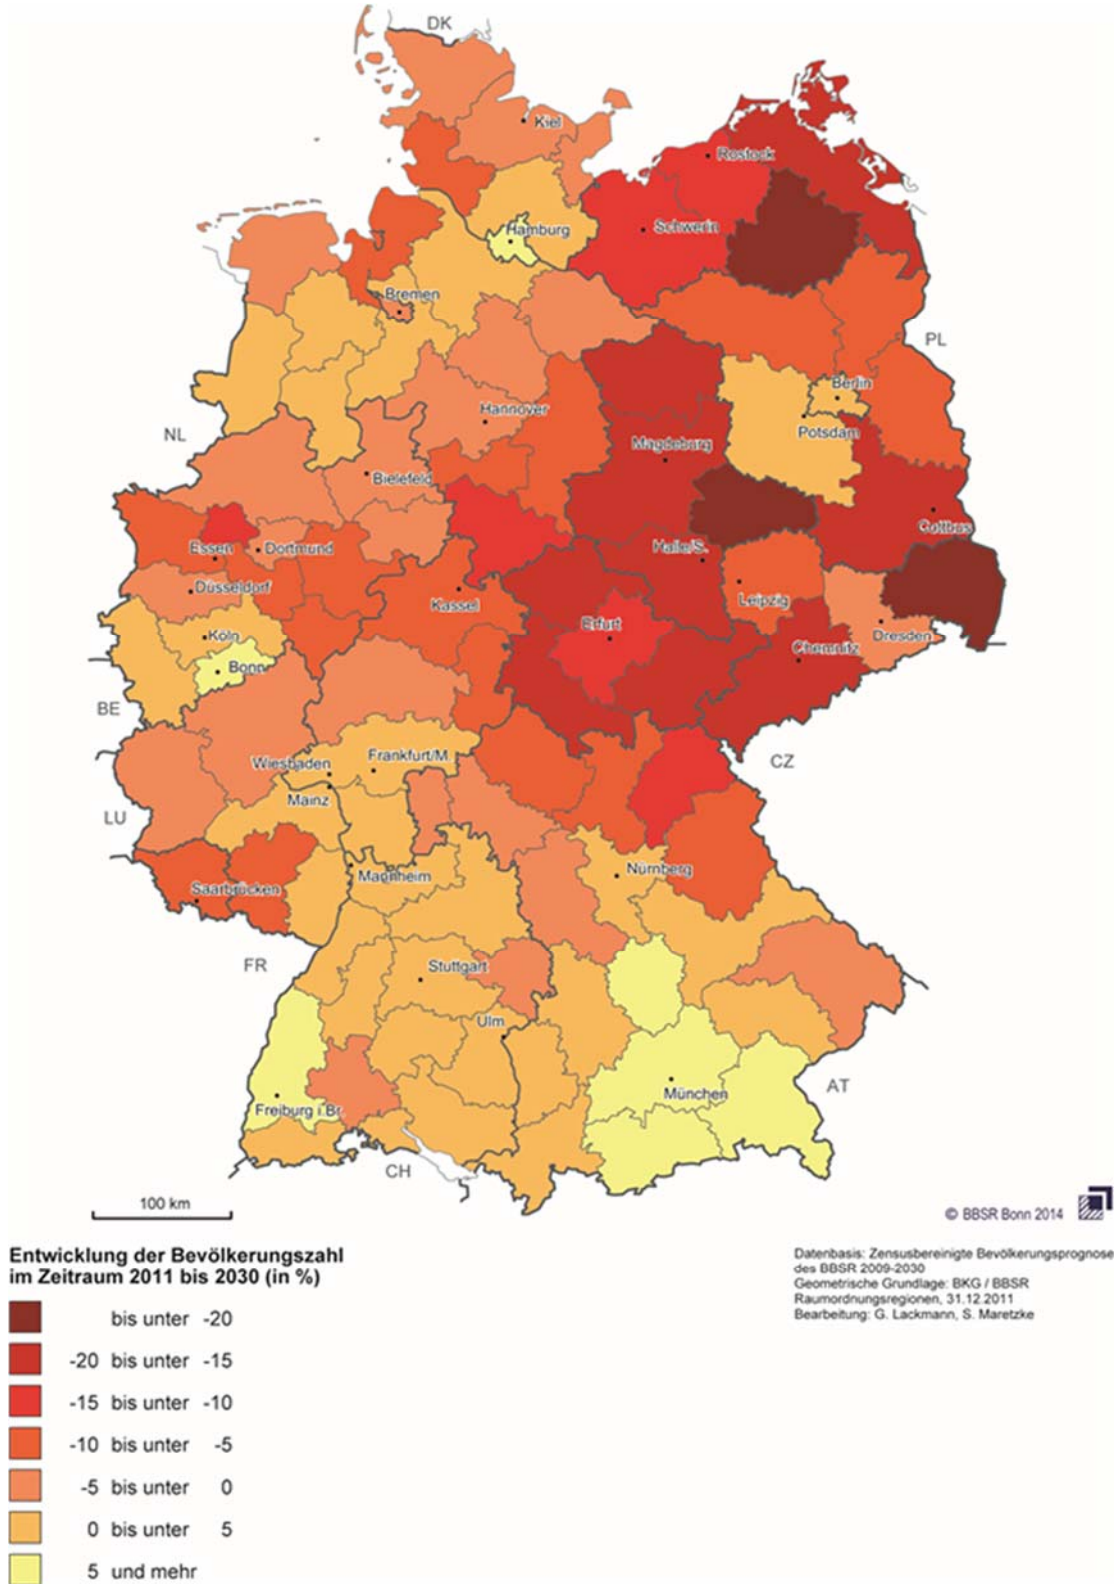 DK
Kiel
Rostock
Schwerin
Hamburg
Bremen
PL
Berlin
Hannover
Potsdam
NL
Magdeburg
Bielefeld
Cottbus
Essen
Dortmund
Halle/S.
Düsseldorf
Leipzig
Kassel
Erfurt
Köln
Dresden
Chemnitz
Bonn
BE
Wiesbaden
Frankfurt/M.
CZ
Mainz
LU
Mannheim
Nürnberg
Saarbrücken
FR
Stuttgart
Ulm
AT
München
Freiburg i.Br.
CH
100 km
© BBSR Bonn 2014
Entwicklung der Bevölkerungszahl
im Zeitraum 2011 bis 2030 (in %)
bis unter -20
-20 bis unter -15
-15 bis unter -10
-10 bis unter -5
-5 bis unter 0
0 bis unter 5
5 und mehr
Datenbasis: Zensusbereinigte Bevölkerungsprognose
des BBSR 2009-2030
Geometrische Grundlage: BKG / BBSR
Raumordnungsregionen, 31.12.2011
Bearbeitung: G. Lackmann, S. Maretzke